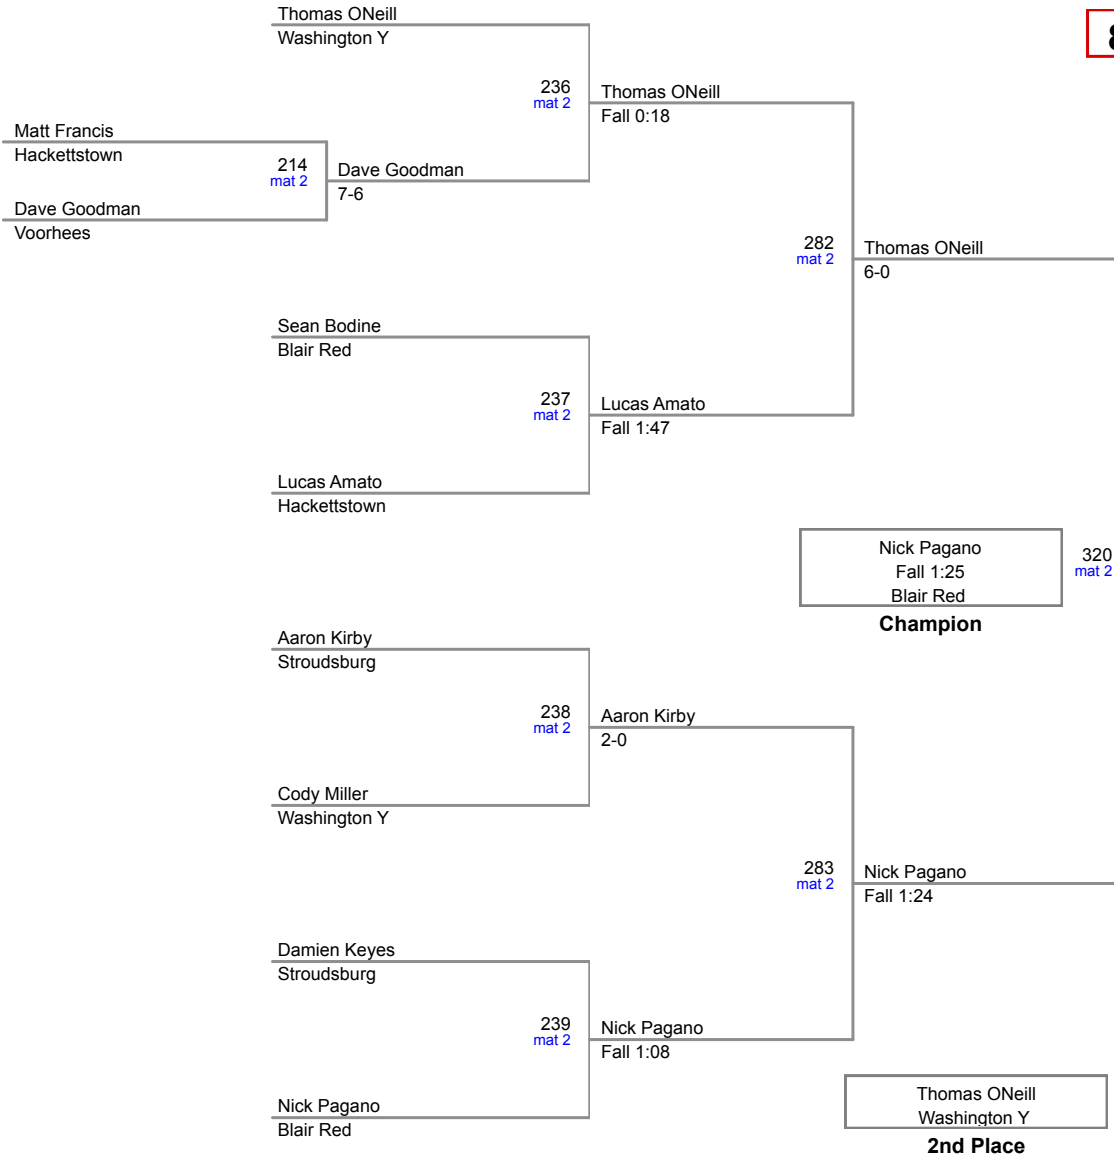 Thomas ONeill
Washington Y
8
236
mat 2
Thomas ONeill
Fall 0:18
Matt Francis
Hackettstown
214
mat 2
Dave Goodman
7-6
Dave Goodman
Voorhees
282
mat 2
Thomas ONeill
6-0
Sean Bodine
Blair Red
237
mat 2
Lucas Amato
Fall 1:47
Lucas Amato
Hackettstown
Nick Pagano
Fall 1:25
Blair Red
320
mat 2
Champion
Aaron Kirby
Stroudsburg
238
mat 2
Aaron Kirby
2-0
Cody Miller
Washington Y
283
mat 2
Nick Pagano
Fall 1:24
Damien Keyes
Stroudsburg
239
mat 2
Nick Pagano
Fall 1:08
Nick Pagano
Blair Red
Thomas ONeill
Washington Y
2nd Place